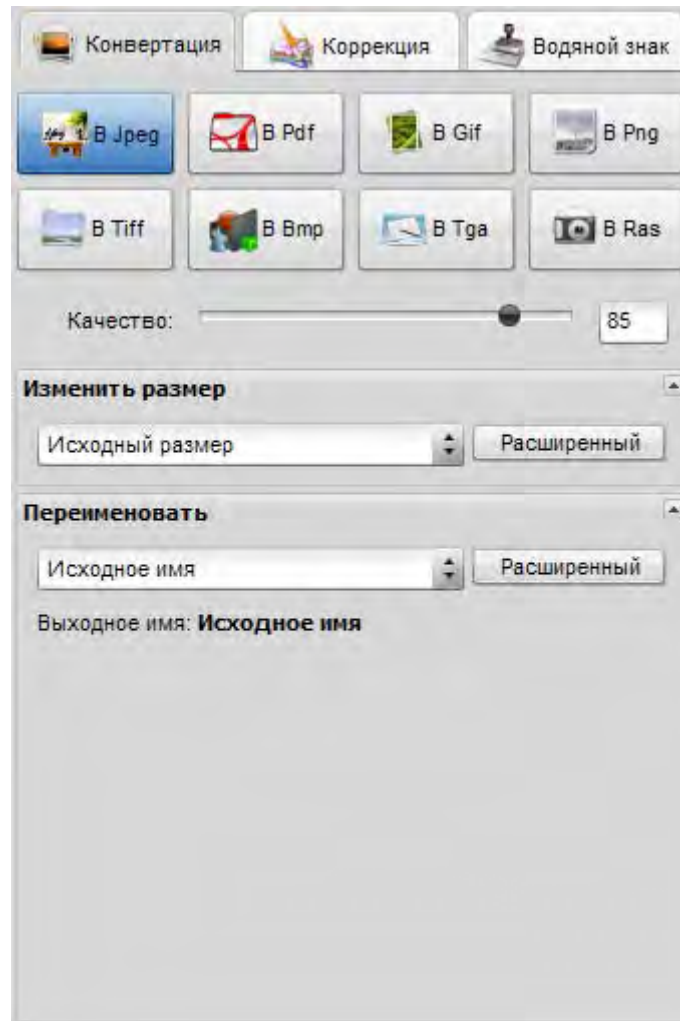 Конвертация Коррекция Водяной знак
В Jpeg В Pdf В Gif В Png
В Tiff В Bmp В Tga В Ras
Качество: 85
Изменить размер
Исходный размер Расширенный
Переименовать
Исходное имя Расширенный
Выходное имя: Исходное имя